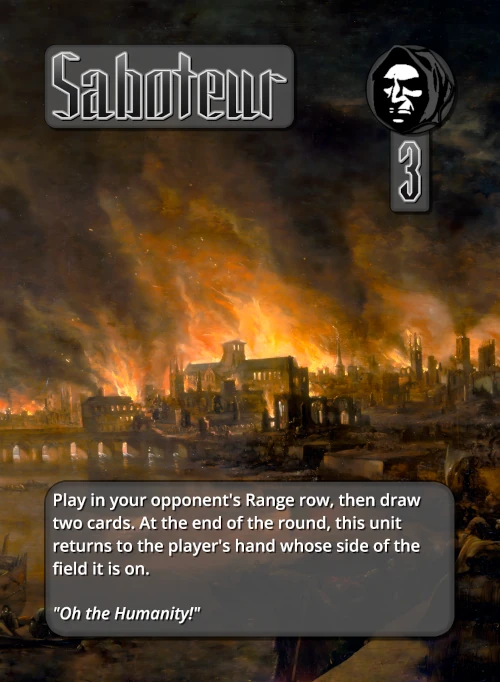 Saboteur
3
Play in your opponent's Range row, then draw
two cards. At the end of the round, this unit
returns to the player's hand whose side of the
field it is on.
"Oh the Humanity!"